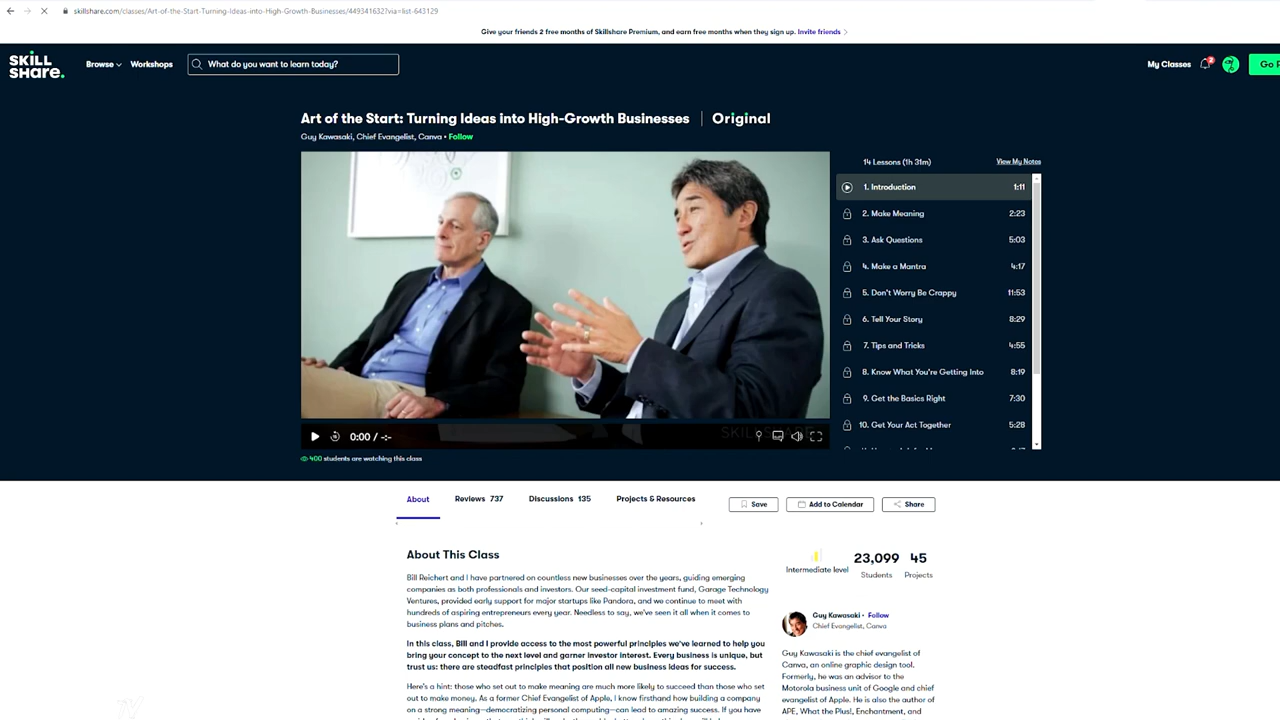 skillshare.com/classes/Art-of-the-Start-Turning-Ideas-into-High-Growth-Businesses/449341632?via=list-643129
Give your friends 2 free months of Skillshare Premium, and earn free months when they sign up. Invite friends
SKILL
SHARE.
Browse Workshops What do you want to learn today? My Classes 2 Go
Art of the Start: Turning Ideas into High-Growth Businesses | Original
Guy Kawasaki, Chief Evangelist, Canva • Follow
14 Lessons (1h 31m) View My Notes
1. Introduction 1:11
2. Make Meaning 2:23
3. Ask Questions 5:03
4. Make a Mantra 4:17
5. Don't Worry Be Crappy 11:53
6. Tell Your Story 8:29
7. Tips and Tricks 4:55
8. Know What You're Getting Into 8:19
9. Get the Basics Right 7:30
10. Get Your Act Together 5:28
SKILLSHARE
0:00 / -:-
400 students are watching this class
About Reviews 737 Discussions 135 Projects & Resources Save Add to Calendar Share
About This Class
Bill Reichert and I have partnered on countless new businesses over the years, guiding emerging
companies as both professionals and investors. Our seed-capital investment fund, Garage Technology
Ventures, provided early support for major startups like Pandora, and we continue to meet with
hundreds of aspiring entrepreneurs every year. Needless to say, we've seen it all when it comes to
business plans and pitches.
In this class, Bill and I provide access to the most powerful principles we've learned to help you
bring your concept to the next level and garner investor interest. Every business is unique, but
trust us: there are steadfast principles that position all new business ideas for success.
Here's a hint: those who set out to make meaning are much more likely to succeed than those who set
out to make money. As a former Chief Evangelist of Apple, I know firsthand how building a company
on a strong meaning—democratizing personal computing—can lead to amazing success. If you have
Intermediate level
23,099 45
Students Projects
Guy Kawasaki • Follow
Chief Evangelist, Canva
Guy Kawasaki is the chief evangelist of
Canva, an online graphic design tool.
Formerly, he was an advisor to the
Motorola business unit of Google and chief
evangelist of Apple. He is also the author of
APE, What the Plus!, Enchantment, and